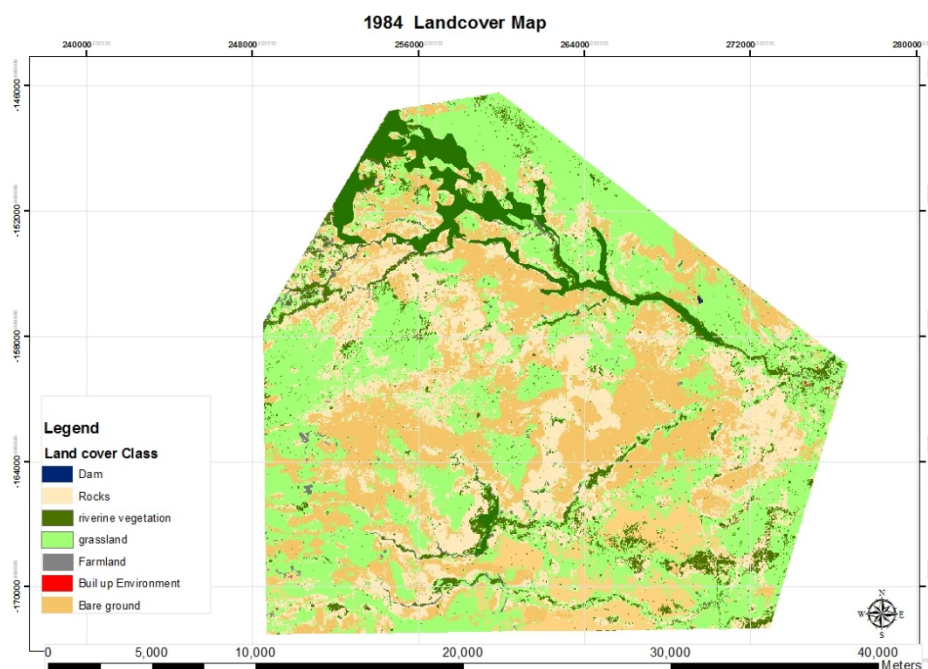 1984 Landcover Map
240000 248000 256000 264000 272000 280000
-146000
-152000
-158000
-164000
-170000
Legend
Land cover Class
Dam
Rocks
riverine vegetation
grassland
Farmland
Buil up Environment
Bare ground
N
W E
S
0 5,000 10,000 20,000 30,000 40,000
Meters